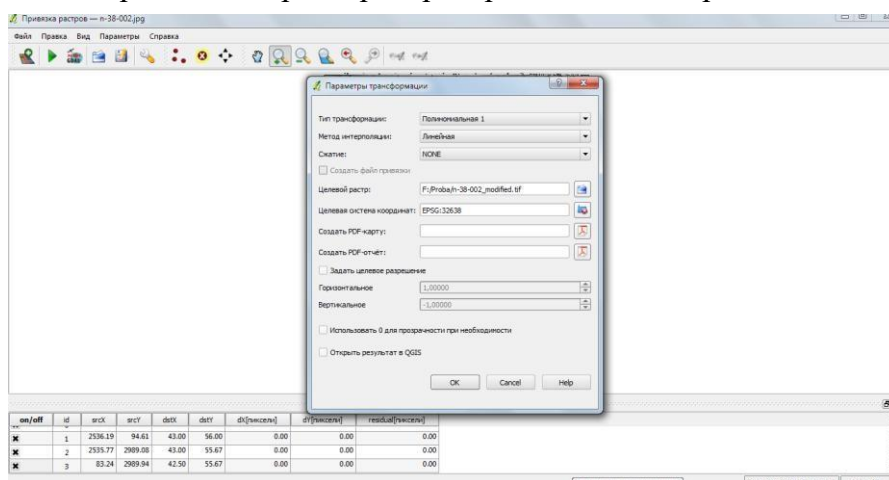 Привязка растров — n-38-002.jpg
Файл Правка Вид Параметры Справка
Параметры трансформации
Тип трансформации: Полиномиальная 1
Метод интерполяции: Линейная
Сжатие: NONE
Создать файл привязки
Целевой растр: F:/Proba/n-38-002_modified.tif
Целевая система координат: EPSG:32638
Создать PDF-карту:
Создать PDF-отчёт:
Задать целевое разрешение
Горизонтальное 1,00000
Вертикальное -1,00000
Использовать 0 для прозрачности при необходимости
Открыть результат в QGIS
OK Cancel Help
on/off id srcX srcY dstX dstY dX[пиксели] dY[пиксели] residual[пиксели]
1 2536.19 94.61 43.00 56.00 0.00 0.00 0.00
2 2535.77 2989.08 43.00 55.67 0.00 0.00 0.00
3 83.24 2989.94 42.50 55.67 0.00 0.00 0.00